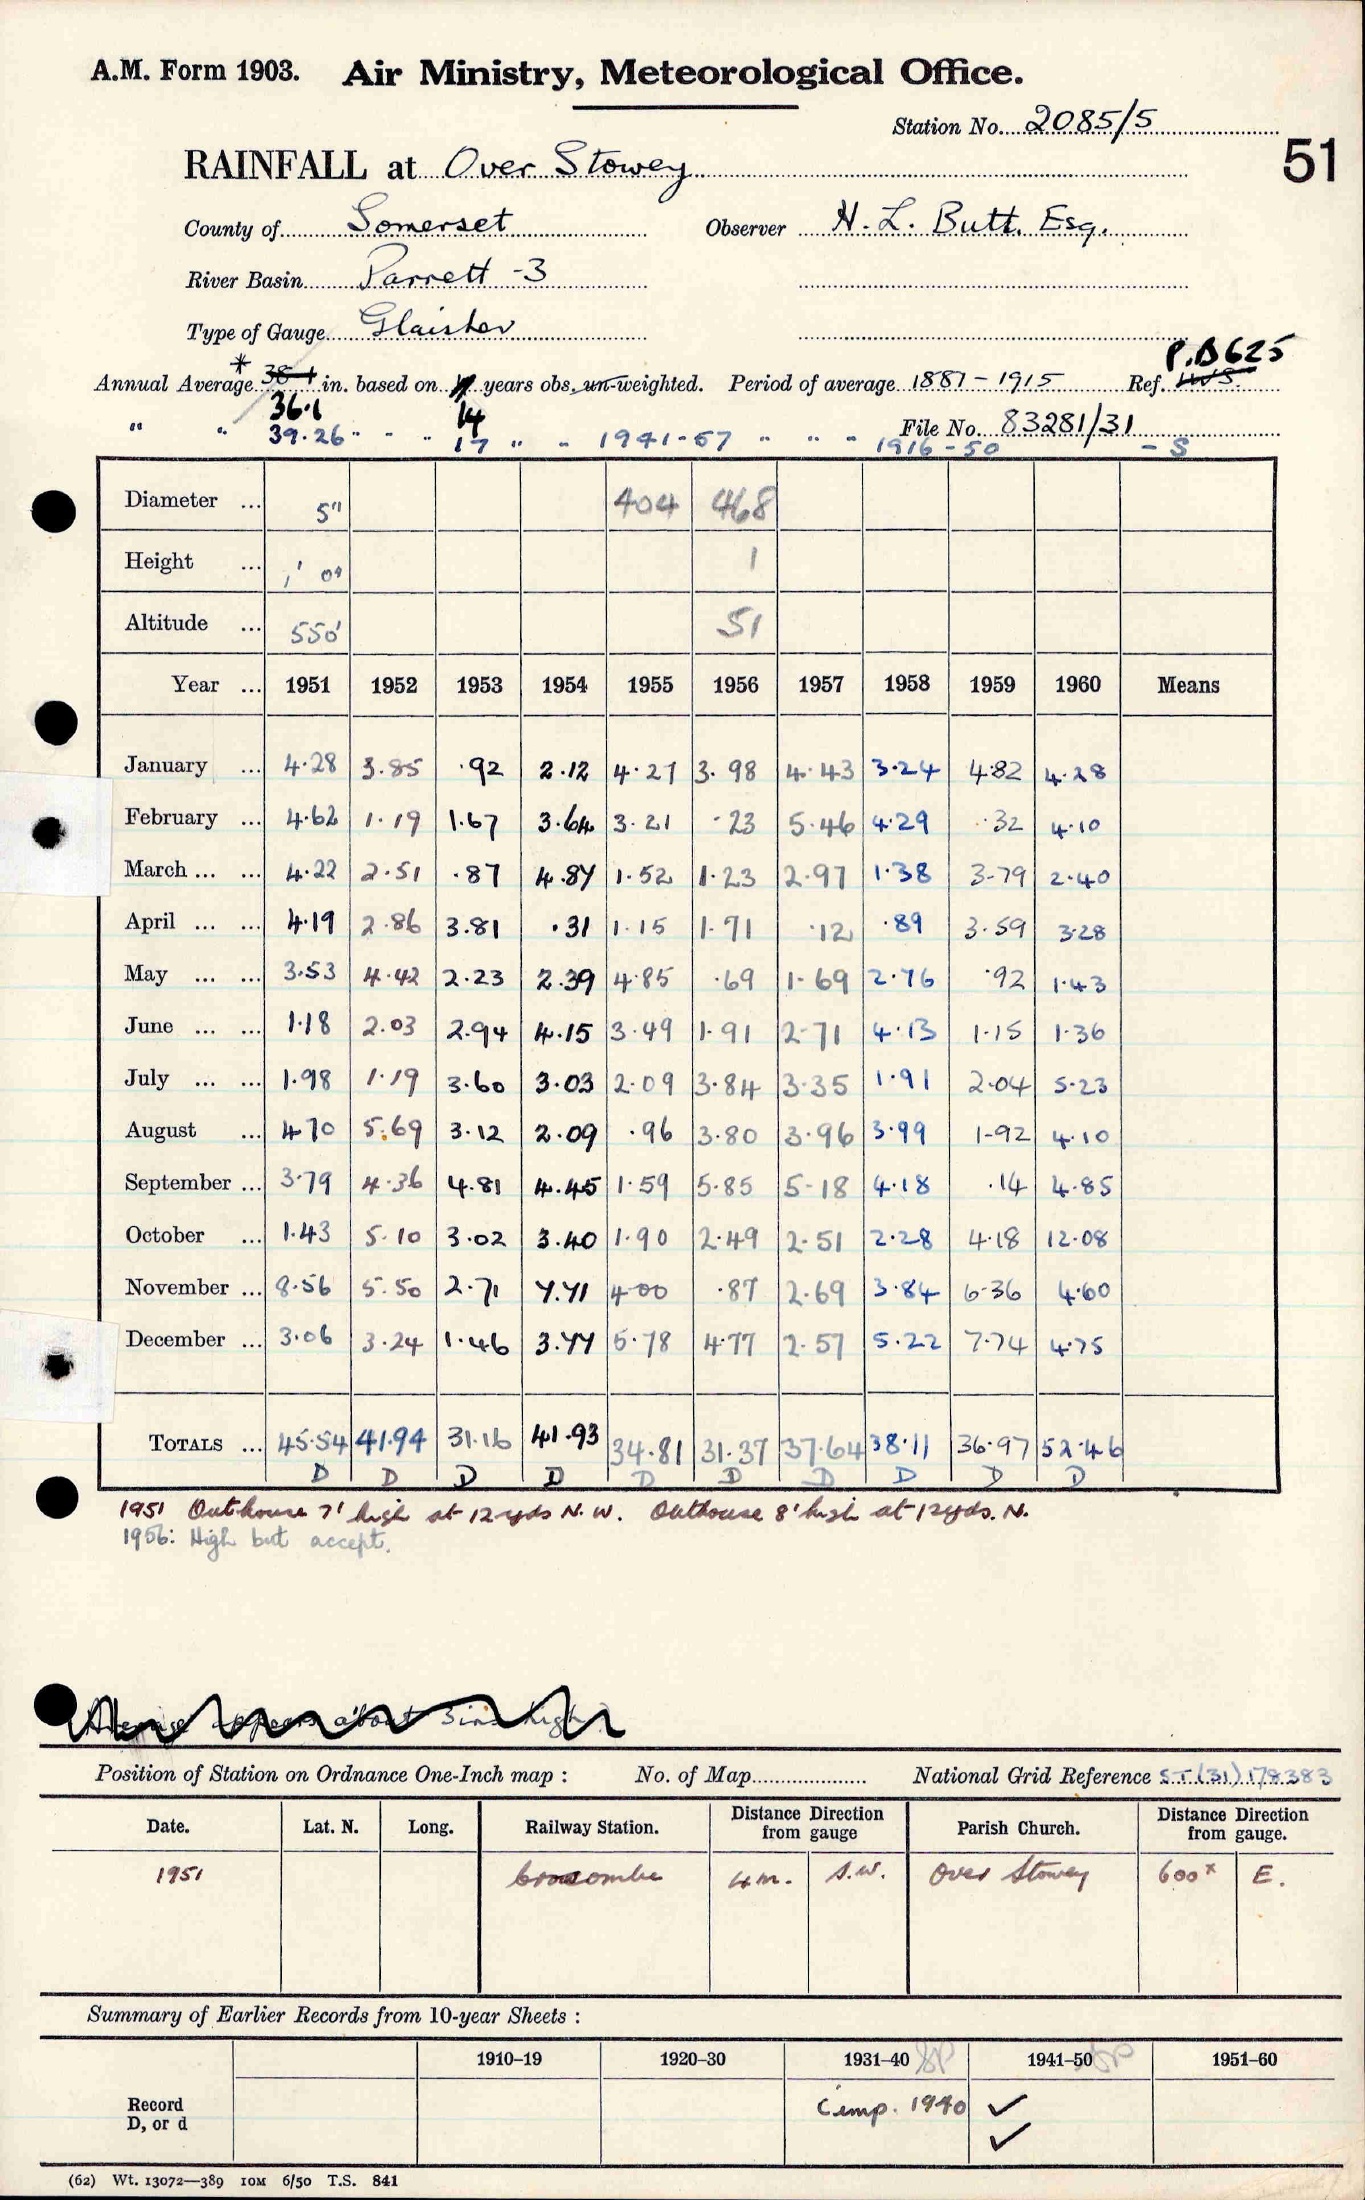 A.M. Form 1903. Air Ministry, Meteorological Office.
Station No. 2085/5
51
RAINFALL at Over Stowey
County of Somerset Observer H. L. Butt. Esq.
River Basin Parrett -3
Type of Gauge Glaisher
P.D625
Annual Average * 38.1 in. based on years obs, un-weighted. Period of average 1881-1915 Ref.
36.1 14 File No. 83281/31
" " 39.26 " " " 17 " " 1941-57 " " " 1916-50 - S
Diameter ... 5" 404 468
Height ... 1' 0" 1
Altitude ... 550' 51
Year ... 1951 1952 1953 1954 1955 1956 1957 1958 1959 1960 Means
January ... 4.28 3.85 .92 2.12 4.27 3.98 4.43 3.24 4.82 4.28
February ... 4.62 1.19 1.67 3.64 3.21 .23 5.46 4.29 .32 4.10
March ... ... 4.22 2.51 .87 4.87 1.52 1.23 2.97 1.38 3.79 2.40
April ... ... 4.19 2.86 3.81 .31 1.15 1.71 .12 .89 3.59 3.28
May ... ... 3.53 4.42 2.23 2.39 4.85 .69 1.69 2.76 .92 1.43
June ... ... 1.18 2.03 2.94 4.15 3.49 1.91 2.71 4.13 1.15 1.36
July ... ... 1.98 1.19 3.60 3.03 2.09 3.84 3.35 1.91 2.04 5.23
August ... 4.70 5.69 3.12 2.09 .96 3.80 3.96 3.99 1.92 4.10
September ... 3.79 4.36 4.81 4.45 1.59 5.85 5.18 4.18 .14 4.85
October ... 1.43 5.10 3.02 3.40 1.90 2.49 2.51 2.28 4.18 12.08
November ... 8.56 5.50 2.71 7.71 4.00 .87 2.69 3.84 6.36 4.60
December ... 3.06 3.24 1.46 3.77 5.78 4.77 2.57 5.22 7.74 4.75
TOTALS ... 45.54 41.94 31.16 41.93 34.81 31.37 37.64 38.11 36.97 52.46
D D D D D D D D D D
1951 Outhouse 7' high at 12yds N.W. Outhouse 8' high at 12yds. N.
1956: High but accept.
Average appears about 3 ins high
Position of Station on Ordnance One-Inch map : No. of Map National Grid Reference ST(31)178383
Date. Lat. N. Long. Railway Station. Distance Direction from gauge Parish Church. Distance Direction from gauge.
1951 Crowcombe 4m. S.W. Over Stowey 600x E.
Summary of Earlier Records from 10-year Sheets :
1910–19 1920–30 1931–40 1941–50 1951–60
Record D, or d Cimp. 1940 ✓
✓
(62) Wt. 13072—389 10M 6/50 T.S. 841